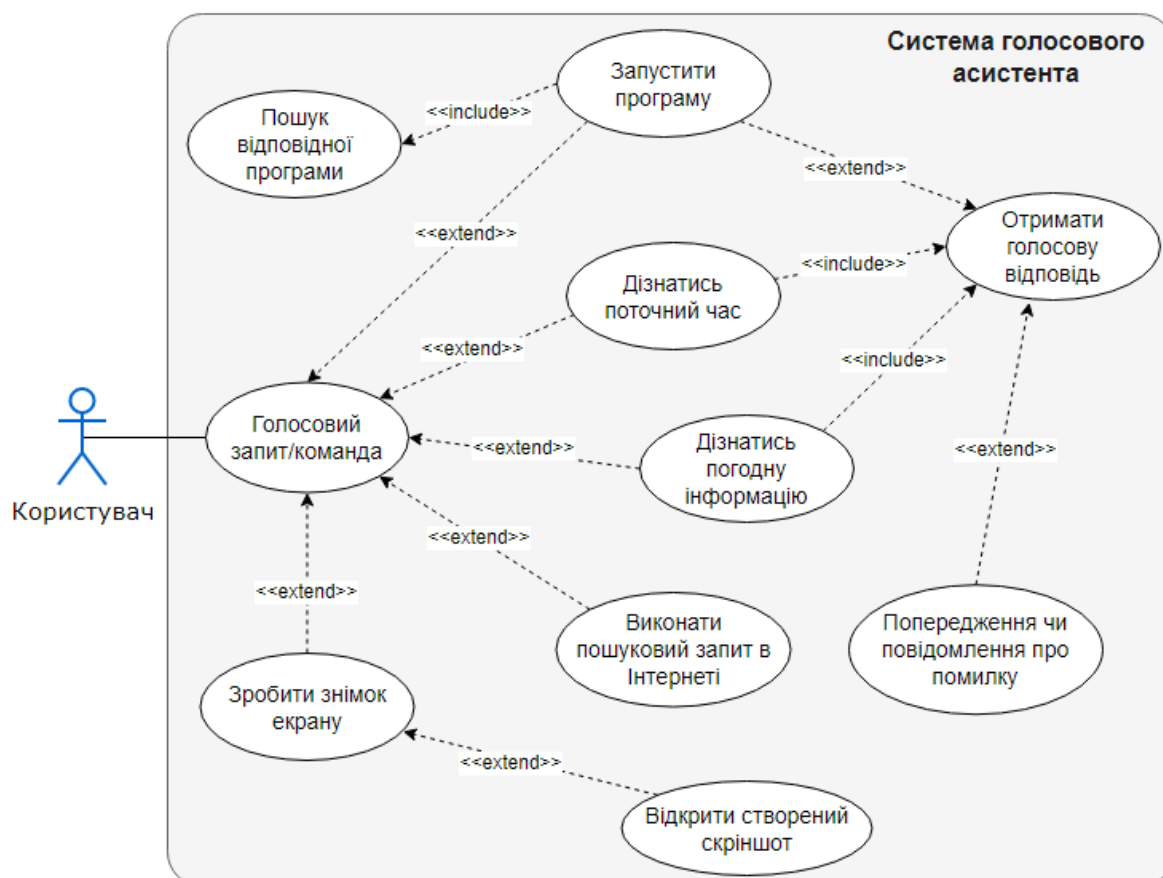 Система голосового
асистента
Запустити
програму
<<include>>
Пошук
відповідної
програми
<<extend>>
Отримати
голосову
відповідь
<<extend>>
<<include>>
Дізнатись
поточний час
<<extend>>
<<include>>
Голосовий
запит/команда
<<extend>>
Дізнатись
погодну
інформацію
<<extend>>
Користувач
<<extend>>
<<extend>>
Виконати
пошуковий запит в
Інтернеті
Попередження чи
повідомлення про
помилку
Зробити знімок
екрану
<<extend>>
Відкрити створений
скріншот